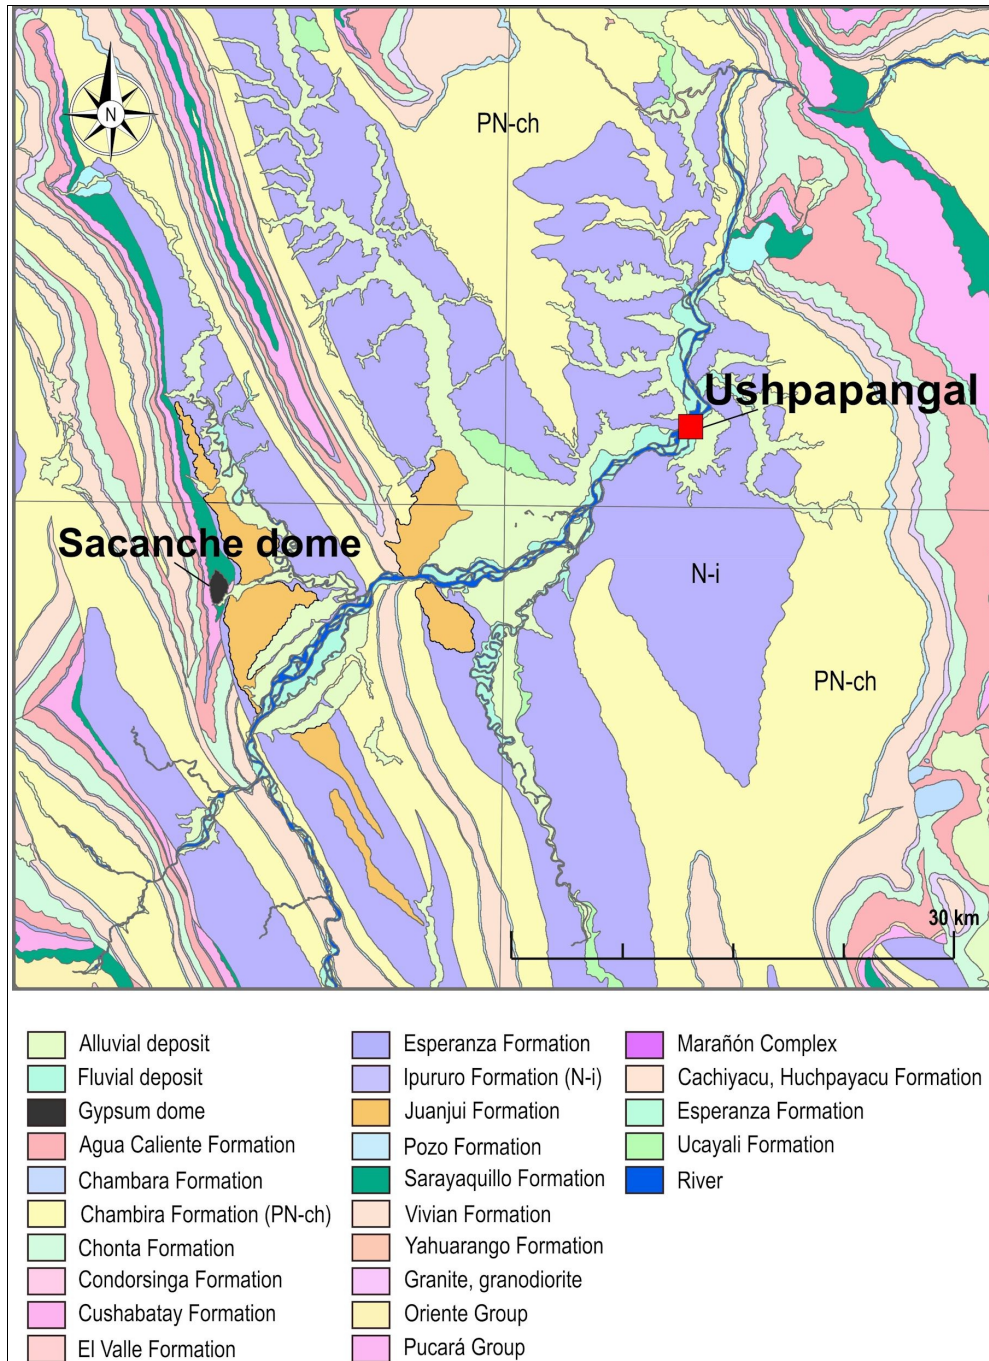 N
PN-ch
Ushpapangal
Sacanche dome
N-i
PN-ch
30 km
Alluvial deposit
Fluvial deposit
Gypsum dome
Agua Caliente Formation
Chambara Formation
Chambira Formation (PN-ch)
Chonta Formation
Condorsinga Formation
Cushabatay Formation
El Valle Formation
Esperanza Formation
Ipururo Formation (N-i)
Juanjui Formation
Pozo Formation
Sarayaquillo Formation
Vivian Formation
Yahuarango Formation
Granite, granodiorite
Oriente Group
Pucará Group
Marañón Complex
Cachiyacu, Huchpayacu Formation
Esperanza Formation
Ucayali Formation
River